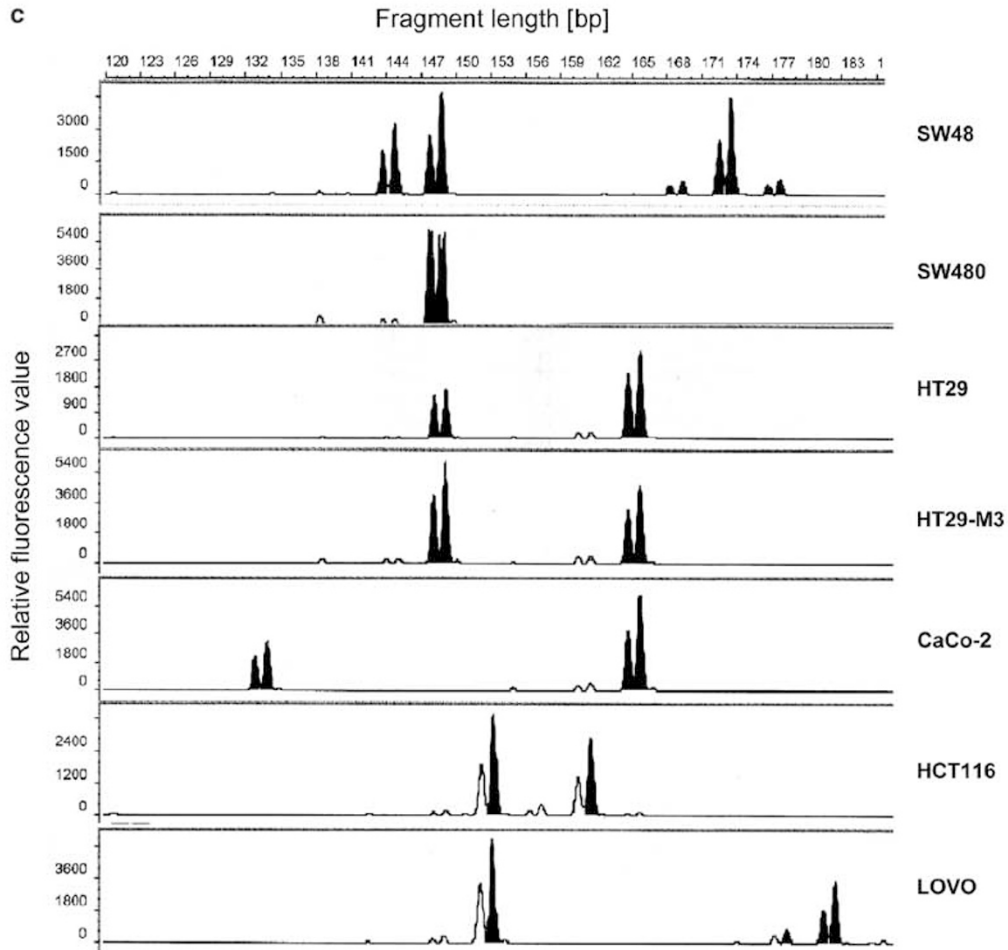 c
Fragment length [bp]
120 123 126 129 132 135 138 141 144 147 150 153 156 159 162 165 168 171 174 177 180 183 1
Relative fluorescence value
3000
1500
0
SW48
5400
3600
1800
0
SW480
2700
1800
900
0
HT29
5400
3600
1800
0
HT29-M3
5400
3600
1800
0
CaCo-2
2400
1200
0
HCT116
3600
1800
0
LOVO